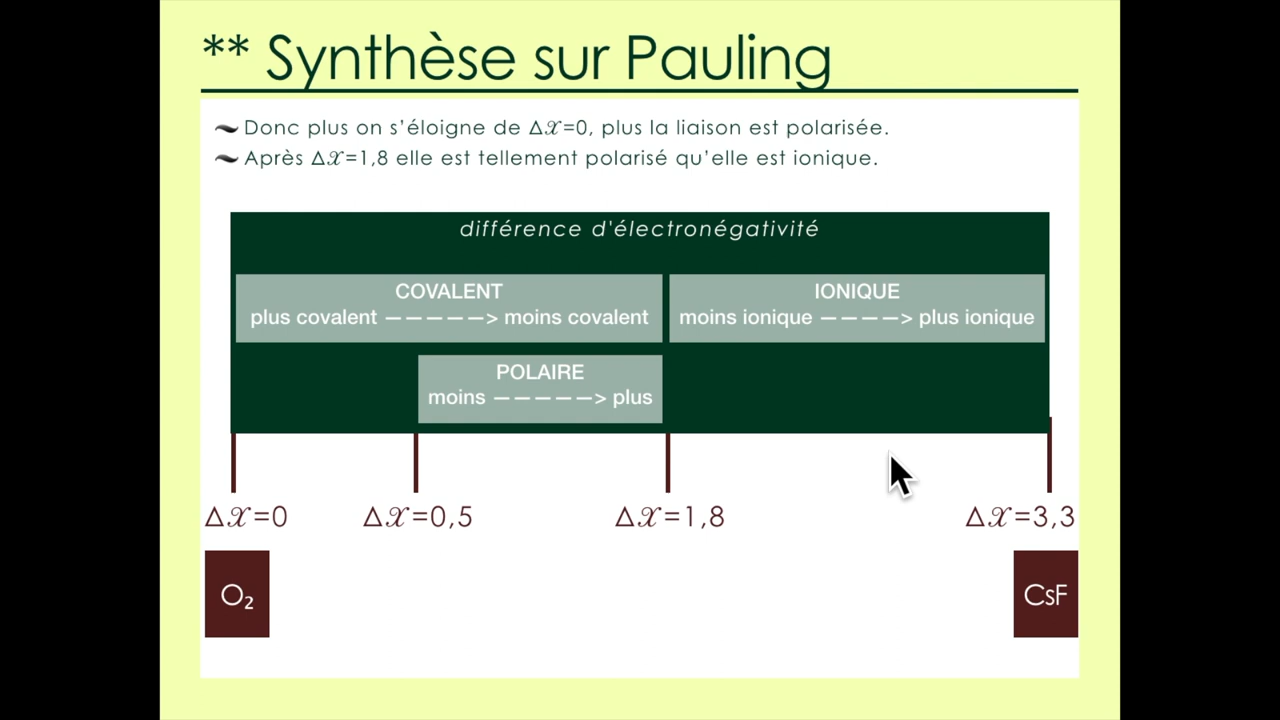 ** Synthèse sur Pauling
~ Donc plus on s'éloigne de Δ𝒳=0, plus la liaison est polarisée.
~ Après Δ𝒳=1,8 elle est tellement polarisé qu'elle est ionique.
différence d'électronégativité
COVALENT
plus covalent —————> moins covalent
IONIQUE
moins ionique ————> plus ionique
POLAIRE
moins —————> plus
Δ𝒳=0
Δ𝒳=0,5
Δ𝒳=1,8
Δ𝒳=3,3
O₂
CsF